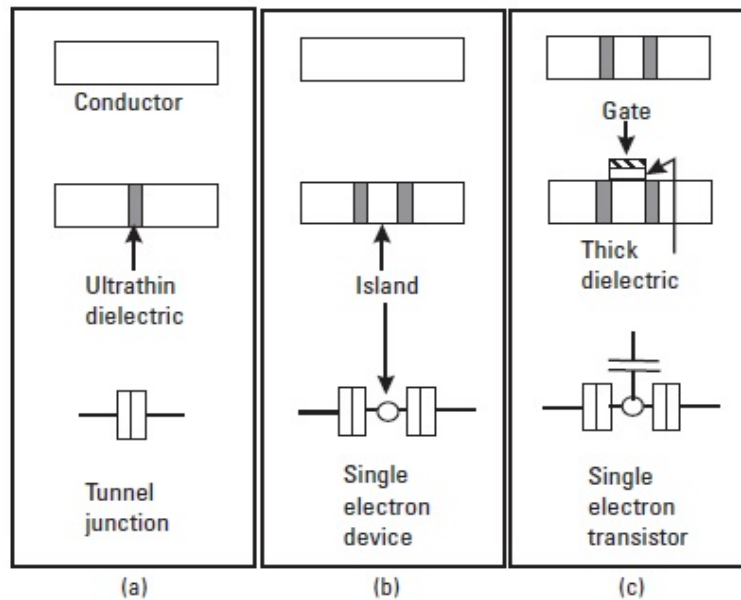 Conductor
Ultrathin
dielectric
Tunnel
junction
(a)
Island
Single
electron
device
(b)
Gate
Thick
dielectric
Single
electron
transistor
(c)